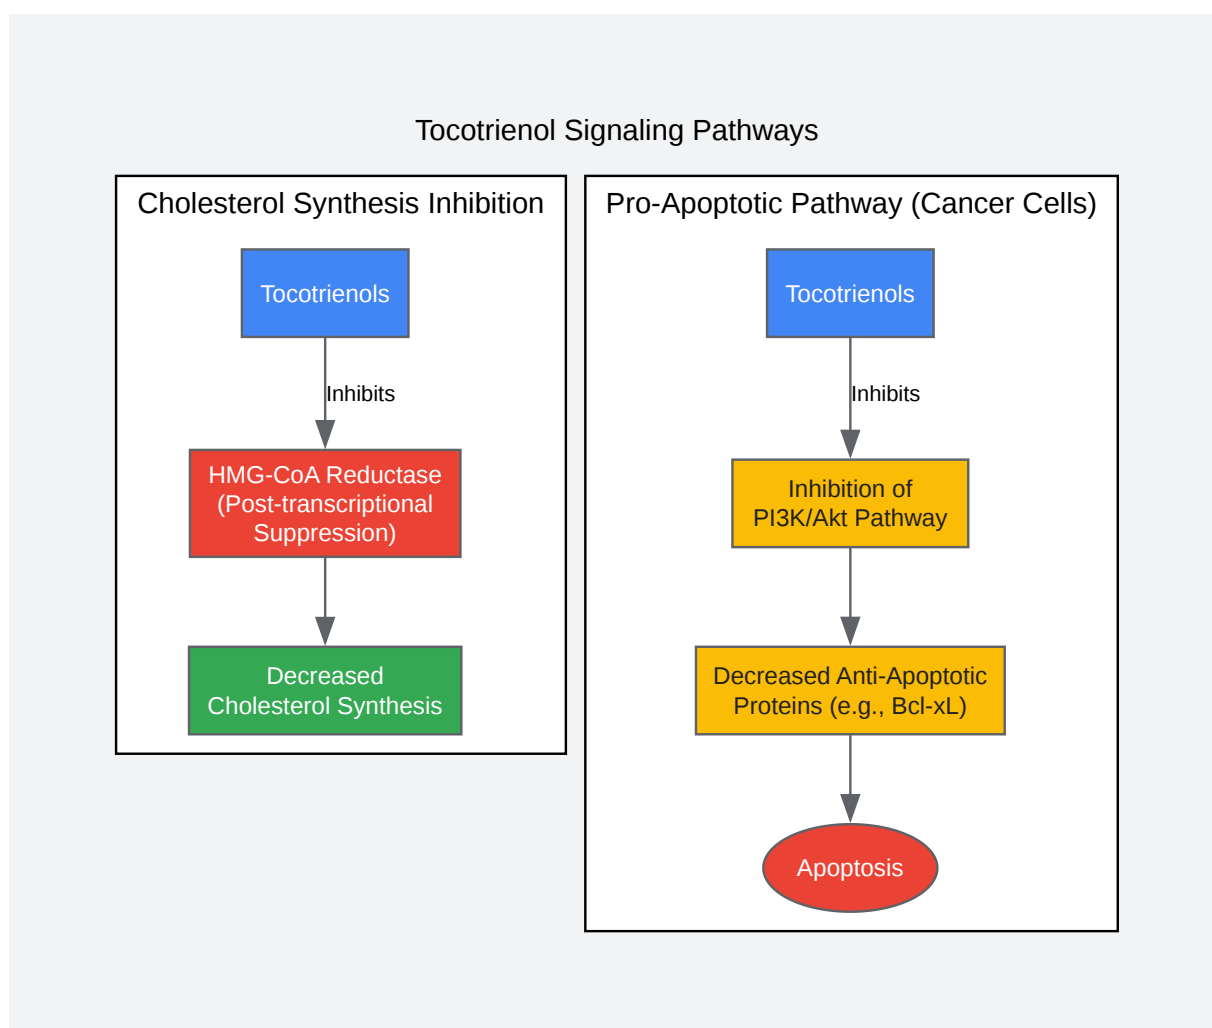 Tocotrienol Signaling Pathways
Cholesterol Synthesis Inhibition
Tocotrienols
Inhibits
HMG-CoA Reductase
(Post-transcriptional
Suppression)
Decreased
Cholesterol Synthesis
Pro-Apoptotic Pathway (Cancer Cells)
Tocotrienols
Inhibits
Inhibition of
PI3K/Akt Pathway
Decreased Anti-Apoptotic
Proteins (e.g., Bcl-xL)
Apoptosis